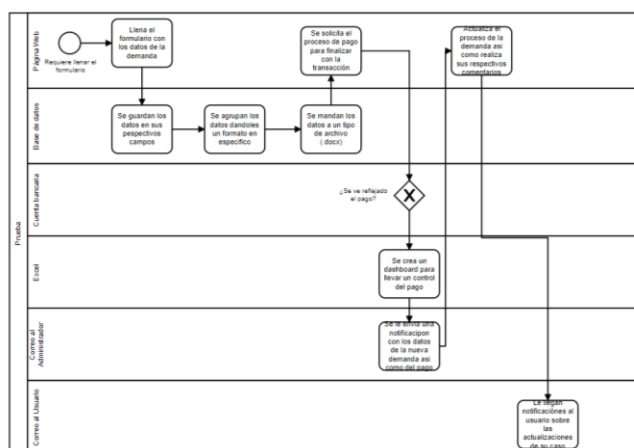 Prueba
Página Web
Requiere llenar el
formulario
Llena el
formulario con
los datos de la
demanda
Se solicita el
proceso de pago
para finalizar
con la
transacción
Actualiza el
proceso de la
demanda asi
como realiza
sus respectivos
comentarios
Base de datos
Se guardan los
datos en sus
pespectivos
campos
Se agrupan los
datos dandoles
un formato en
especifico
Se mandan los
datos a un tipo
de archivo
(.docx)
Cuenta bancaria
¿Se ve reflejado
el pago?
X
Excel
Se crea un
dashboard para
llevar un control
del pago
Correo al
Administrador
Se le envia una
notificacipon
con los datos
de la nueva
demanda asi
como del pago
Correo al Usuario
Le llegan
notificaciónes al
usuario sobre
las
actualizaciones
de su caso